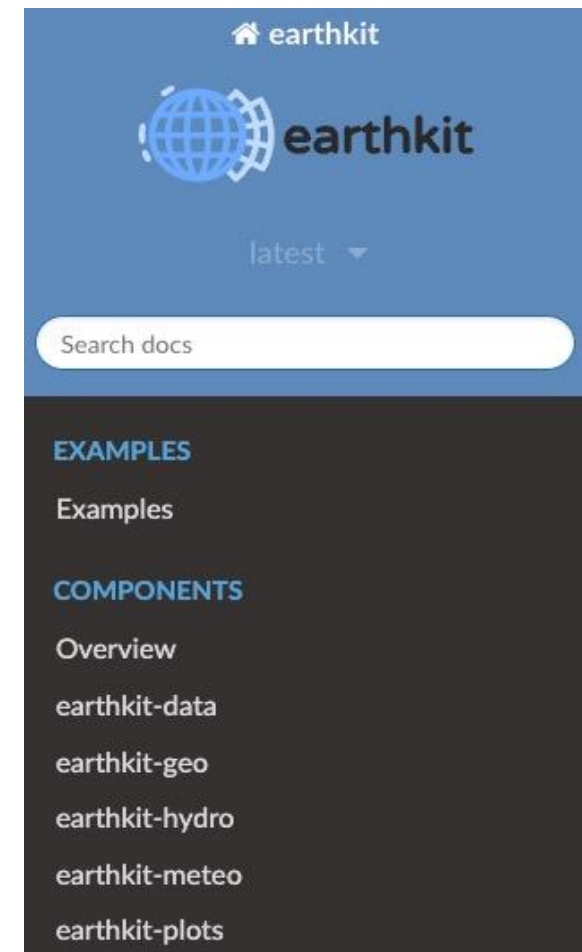 earthkit
earthkit
latest
Search docs
EXAMPLES
Examples
COMPONENTS
Overview
earthkit-data
earthkit-geo
earthkit-hydro
earthkit-meteo
earthkit-plots